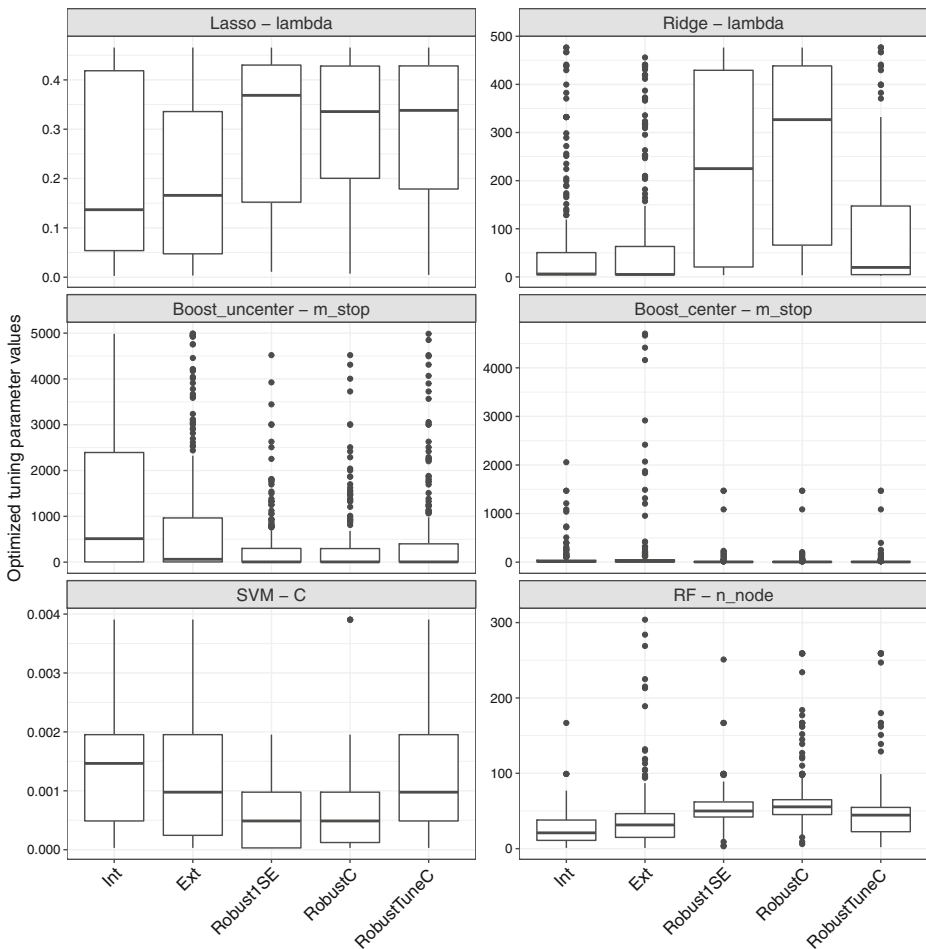 Lasso – lambda
Ridge – lambda
0.4
0.3
0.2
0.1
0.0
500
400
300
200
100
0
Boost_uncenter – m_stop
Boost_center – m_stop
5000
4000
3000
2000
1000
0
4000
3000
2000
1000
0
Optimized tuning parameter values
SVM – C
RF – n_node
0.004
0.003
0.002
0.001
0.000
300
200
100
0
Int
Ext
Robust1SE
RobustC
RobustTuneC
Int
Ext
Robust1SE
RobustC
RobustTuneC